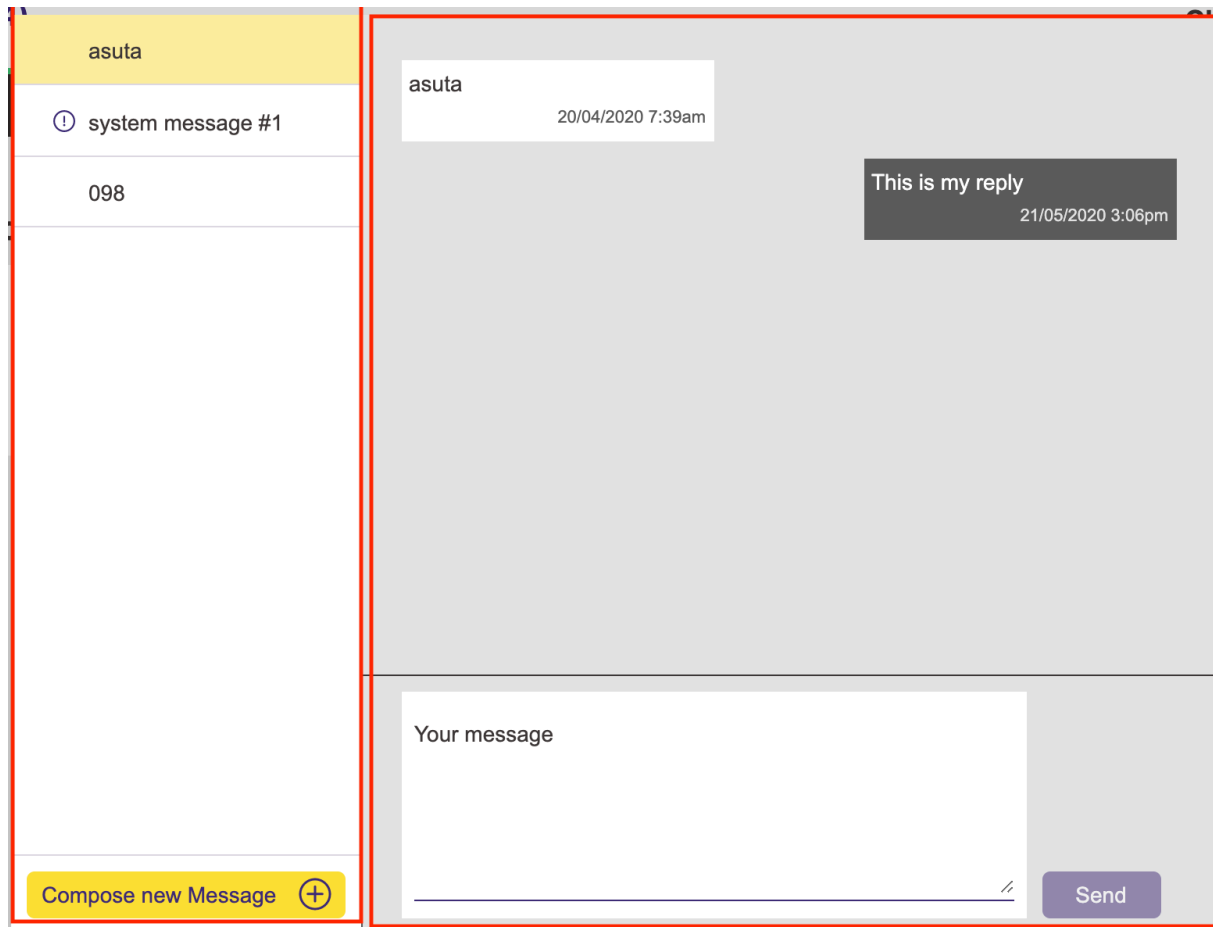 asuta
system message #1
098
Compose new Message
asuta
20/04/2020 7:39am
This is my reply
21/05/2020 3:06pm
Your message
Send